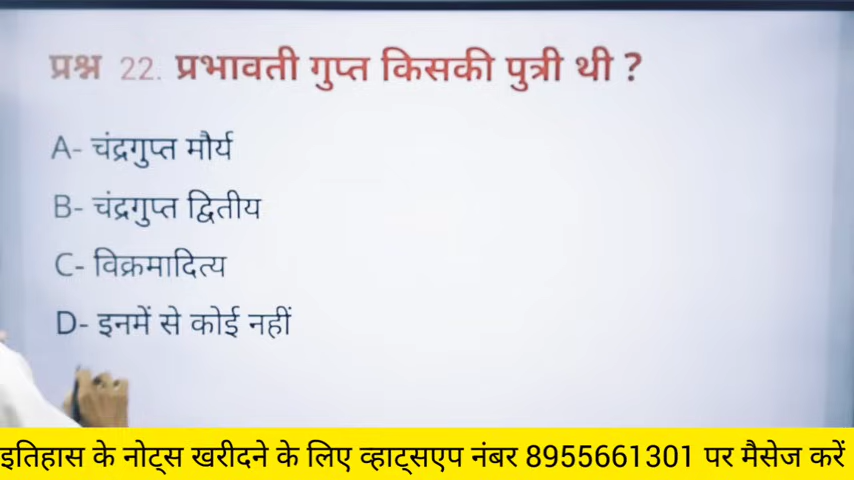 प्रश्न 22. प्रभावती गुप्त किसकी पुत्री थी ?
A- चंद्रगुप्त मौर्य
B- चंद्रगुप्त द्वितीय
C- विक्रमादित्य
D- इनमें से कोई नहीं
इतिहास के नोट्स खरीदने के लिए व्हाट्सएप नंबर 8955661301 पर मैसेज करें